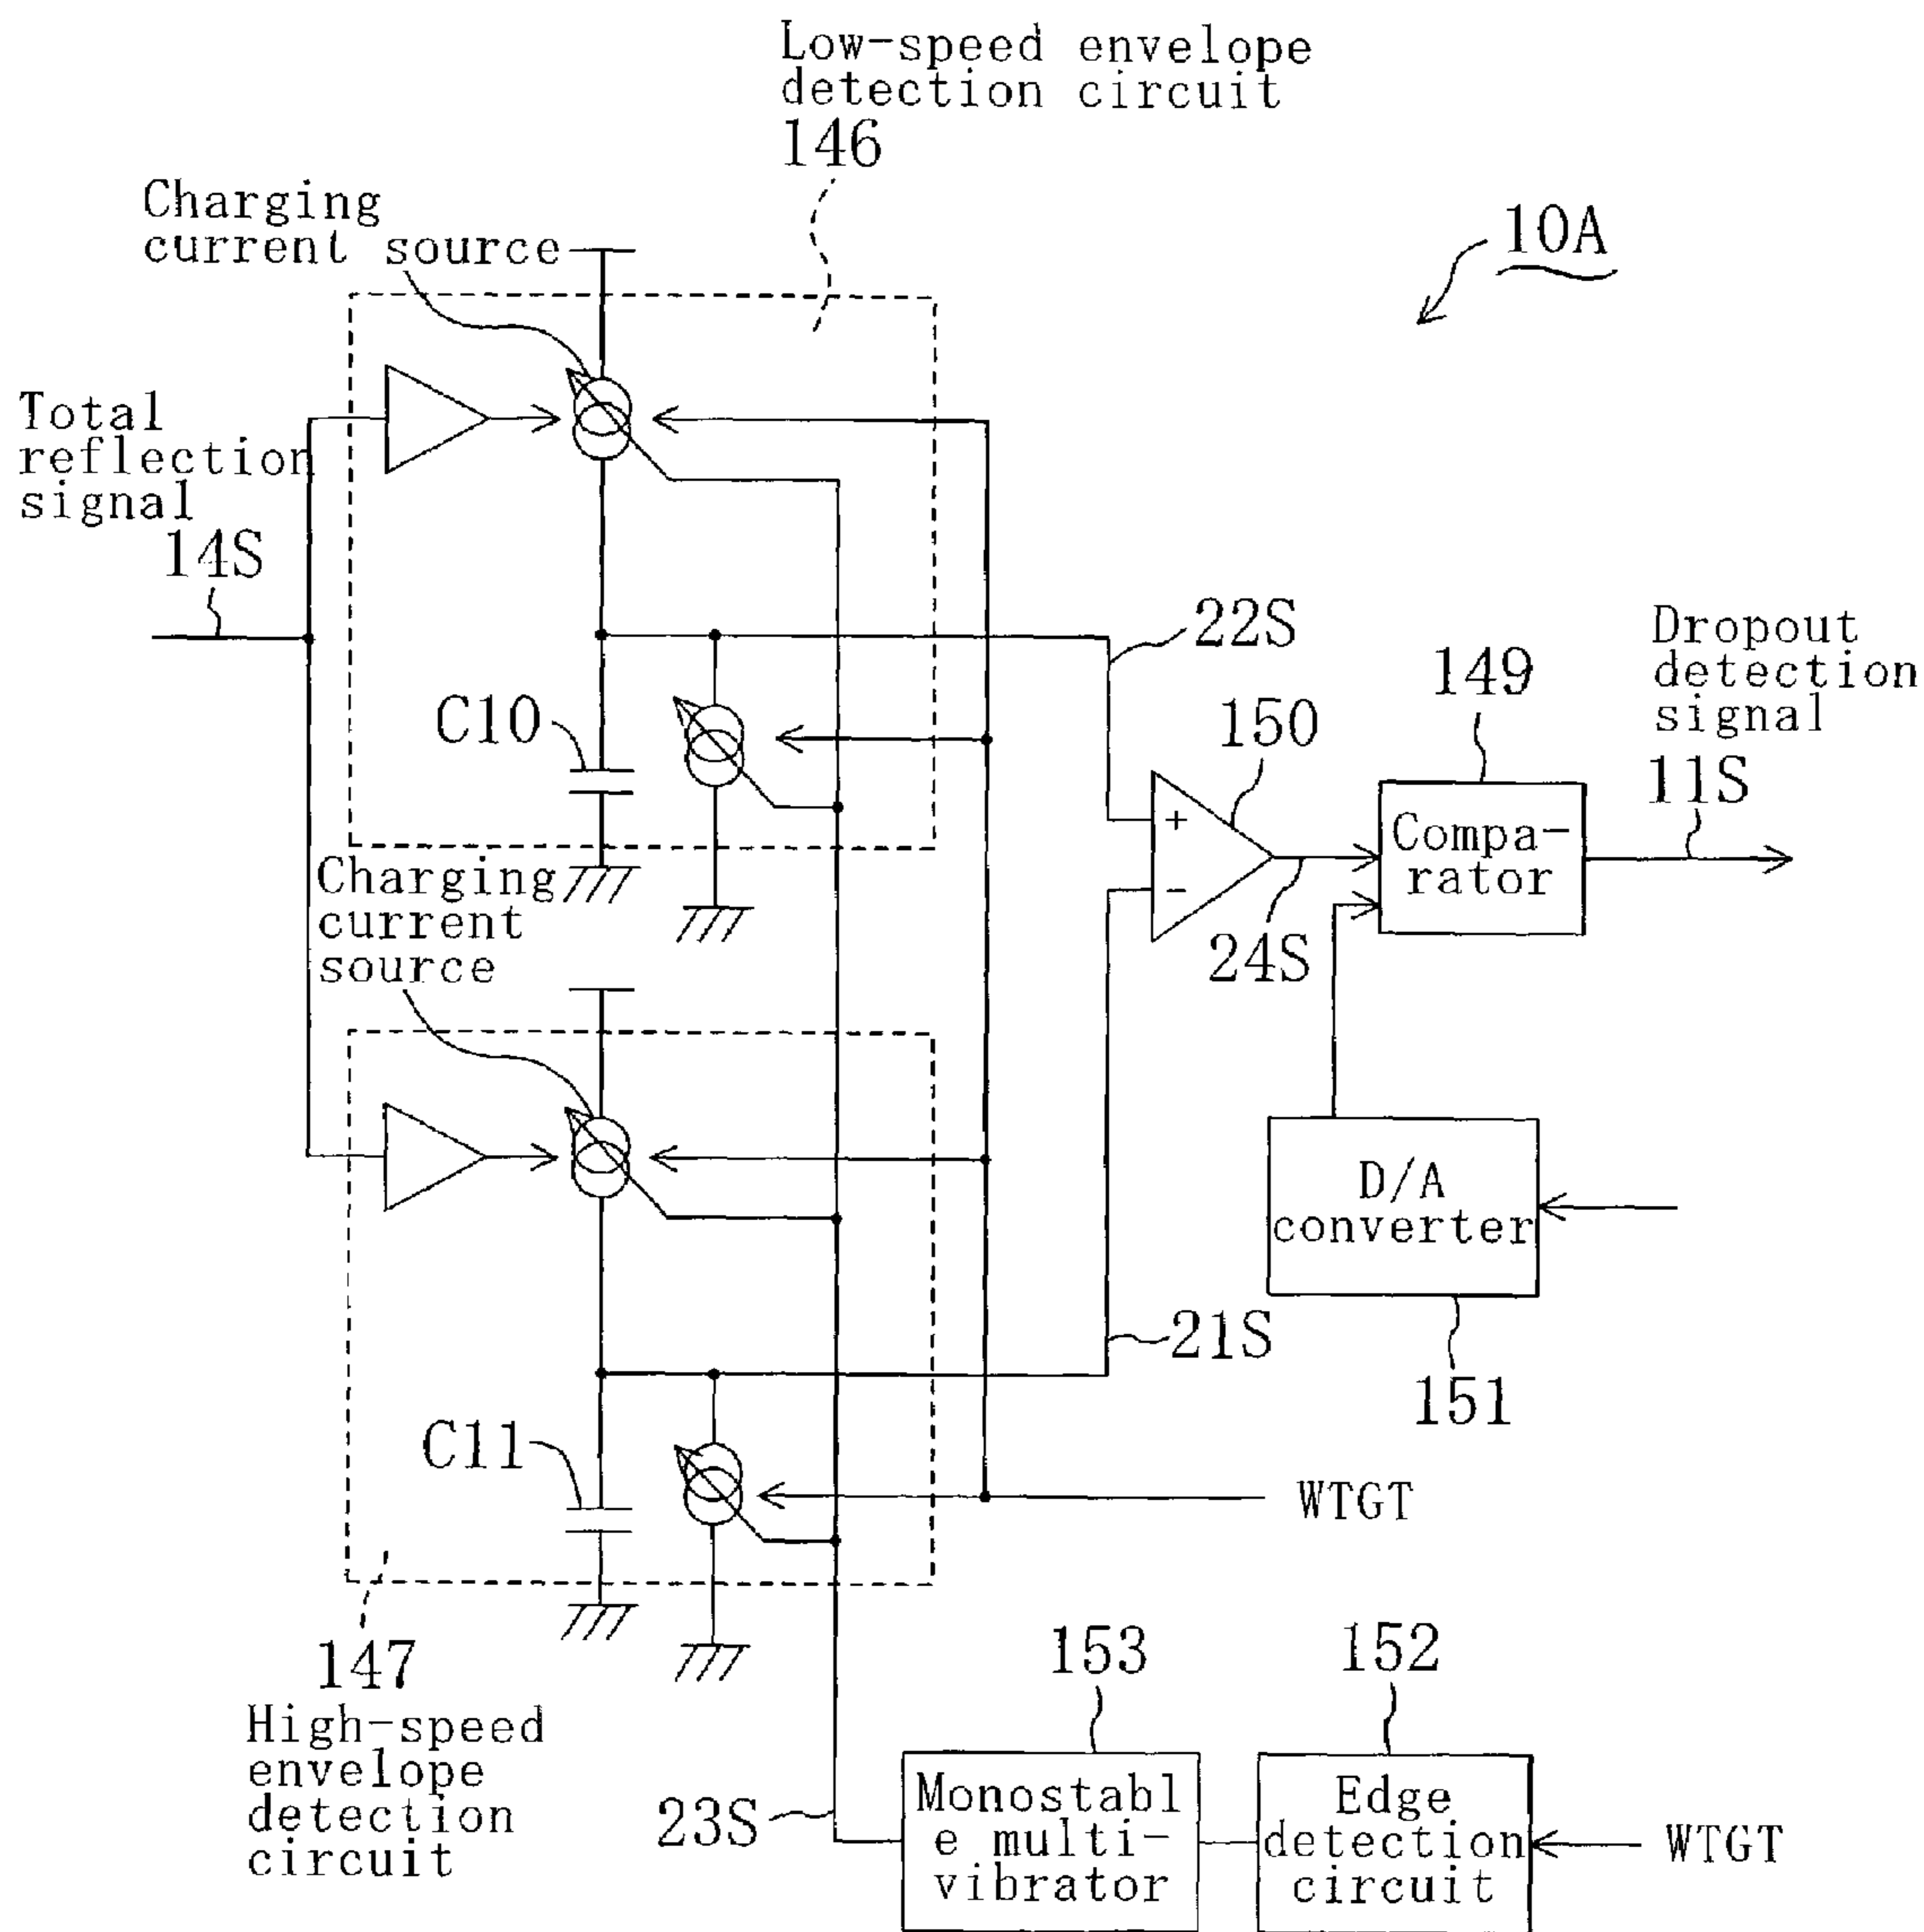 Low-speed envelope
detection circuit
146
Charging
current source
10A
Total
reflection
signal
14S
22S
Dropout
detection
signal
11S
149
C10
150
+
-
Compa-
rator
24S
Charging
current
source
D/A
converter
21S
151
C11
WTGT
147
High-speed
envelope
detection
circuit
153
152
23S
Monostabl
e multi-
vibrator
Edge
detection
circuit
WTGT